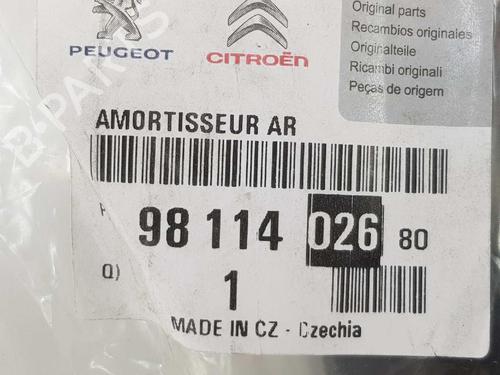 Original parts
Recambios originales
Originalteile
Ricambi originali
Peças de origem
PEUGEOT
CITROËN
AMORTISSEUR AR
98 114 026 80
Q) 1
MADE IN CZ - Czechia
B-PARTS